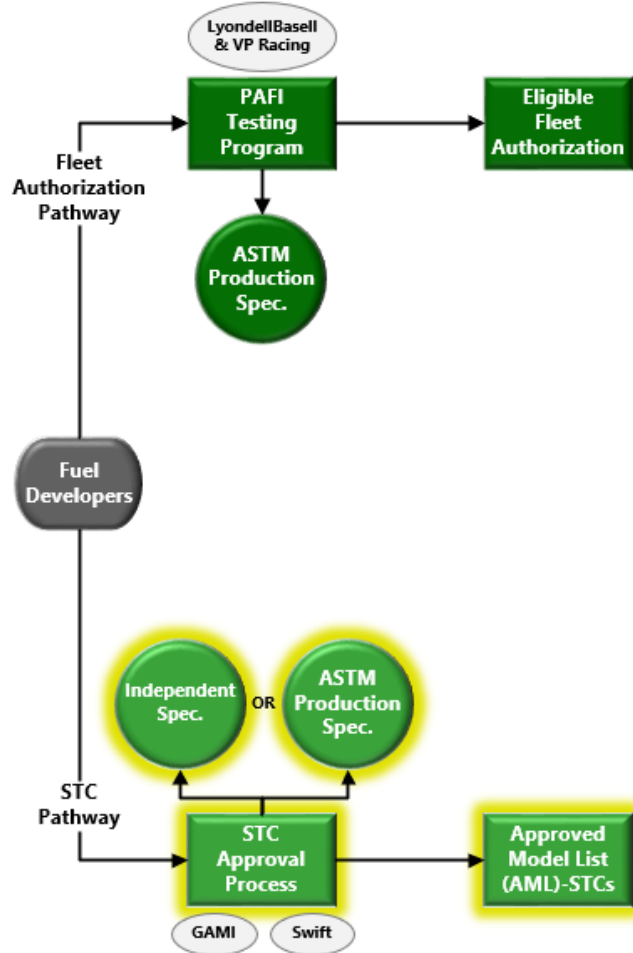 LyondellBasell
& VP Racing
PAFI
Testing
Program
Eligible
Fleet
Authorization
Fleet
Authorization
Pathway
ASTM
Production
Spec.
Fuel
Developers
Independent
Spec.
OR
ASTM
Production
Spec.
STC
Pathway
STC
Approval
Process
Approved
Model List
(AML)-STCs
GAMI
Swift